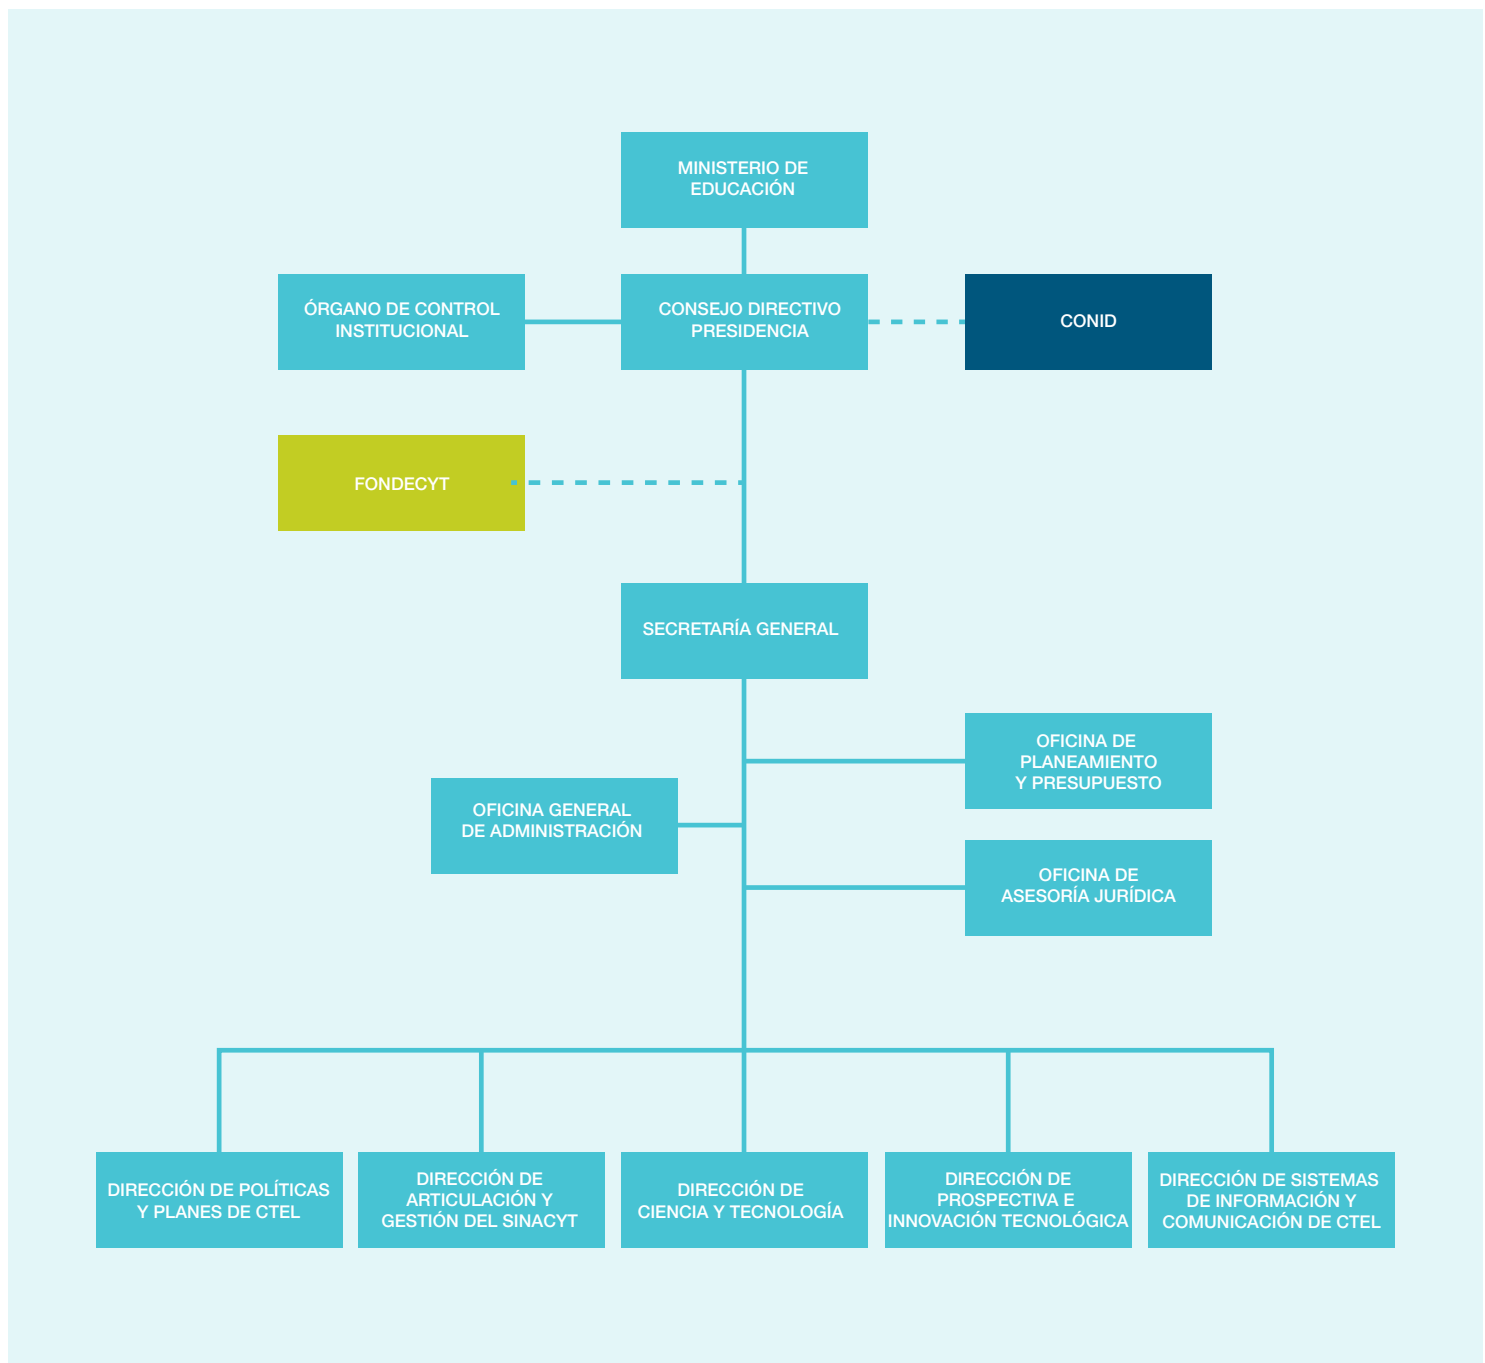 MINISTERIO DE
EDUCACIÓN
ÓRGANO DE CONTROL
INSTITUCIONAL
CONSEJO DIRECTIVO
PRESIDENCIA
CONID
FONDECYT
SECRETARÍA GENERAL
OFICINA DE
PLANEAMIENTO
Y PRESUPUESTO
OFICINA GENERAL
DE ADMINISTRACIÓN
OFICINA DE
ASESORÍA JURÍDICA
DIRECCIÓN DE POLÍTICAS
Y PLANES DE CTEL
DIRECCIÓN DE
ARTICULACIÓN Y
GESTIÓN DEL SINACYT
DIRECCIÓN DE
CIENCIA Y TECNOLOGÍA
DIRECCIÓN DE
PROSPECTIVA E
INNOVACIÓN TECNOLÓGICA
DIRECCIÓN DE SISTEMAS
DE INFORMACIÓN Y
COMUNICACIÓN DE CTEL